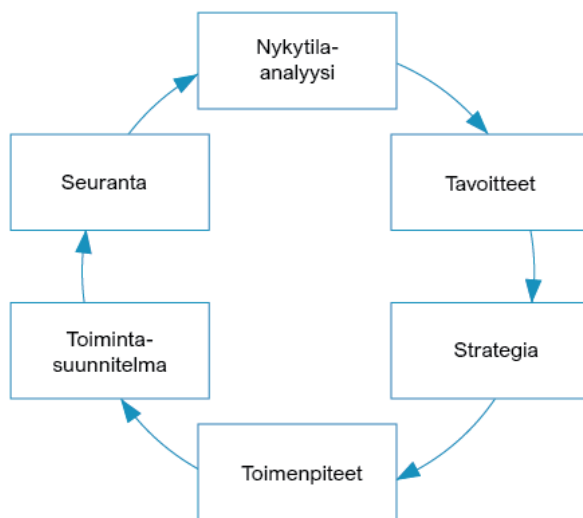 Nykytila-
analyysi
Tavoitteet
Strategia
Toimenpiteet
Toiminta-
suunnitelma
Seuranta